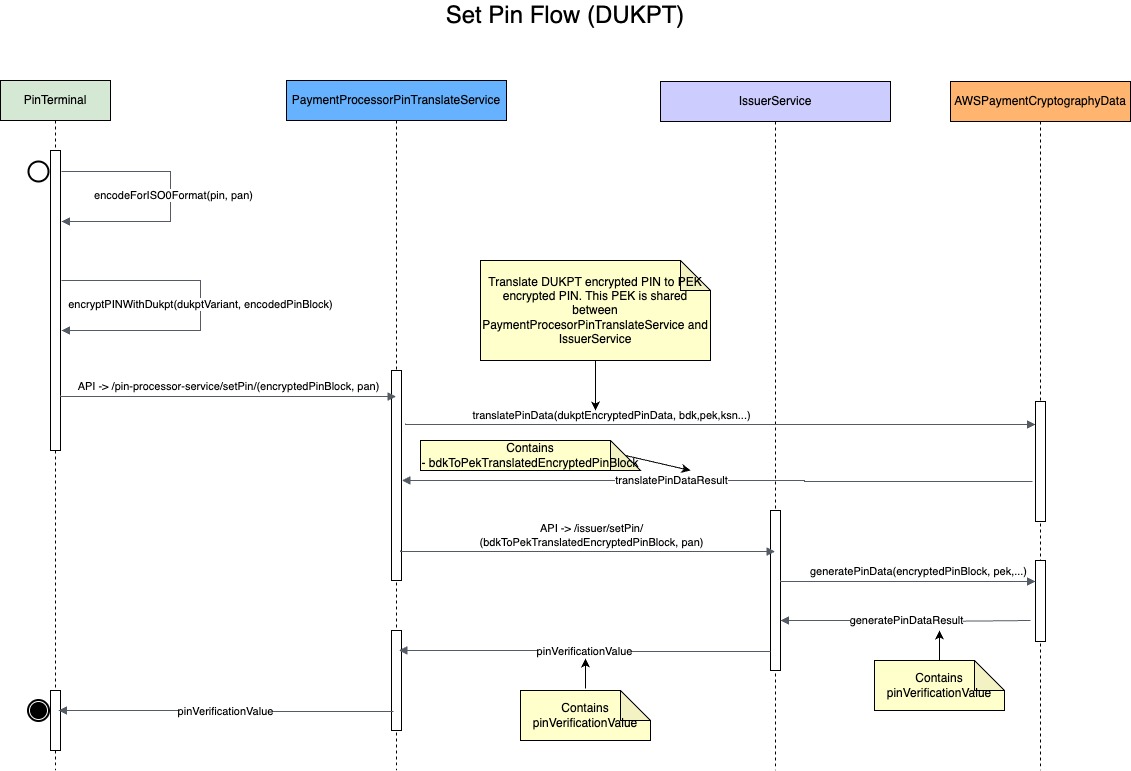 Set Pin Flow (DUKPT)
PinTerminal
PaymentProcessorPinTranslateService
IssuerService
AWSPaymentCryptographyData
encodeForISO0Format(pin, pan)
encryptPINWithDukpt(dukptVariant, encodedPinBlock)
Translate DUKPT encrypted PIN to PEK
encrypted PIN. This PEK is shared
between
PaymentProcesorPinTranslateService and
IssuerService
API -> /pin-processor-service/setPin/(encryptedPinBlock, pan)
translatePinData(dukptEncryptedPinData, bdk,pek,ksn...)
Contains
- bdkToPekTranslatedEncryptedPinBlock
translatePinDataResult
API -> /issuer/setPin/
(bdkToPekTranslatedEncryptedPinBlock, pan)
generatePinData(encryptedPinBlock, pek,...)
generatePinDataResult
pinVerificationValue
Contains
pinVerificationValue
Contains
pinVerificationValue
pinVerificationValue